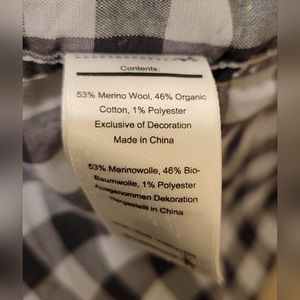 Contents:
53% Merino Wool, 46% Organic
Cotton, 1% Polyester
Exclusive of Decoration
Made in China
53% Merinowolle, 46% Bio-
Baumwolle, 1% Polyester
Ausgenommen Dekoration
Hergestellt in China